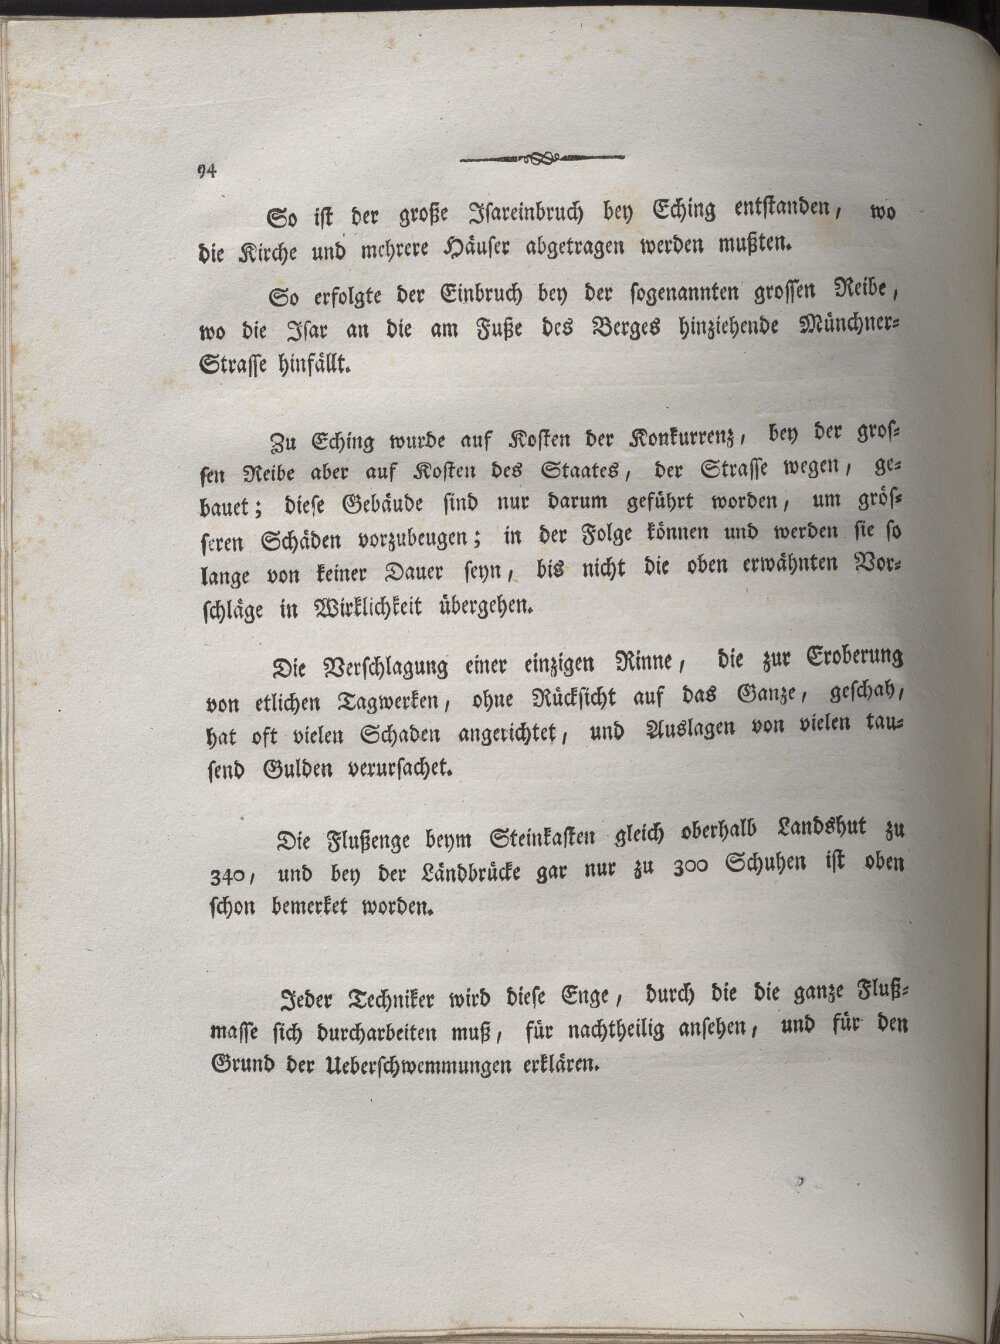 94
So ist der große Isareinbruch bey Eching entstanden, wo
die Kirche und mehrere Häuser abgetragen werden mußten.
So erfolgte der Einbruch bey der sogenannten grossen Reibe,
wo die Isar an die am Fuße des Berges hinziehende Münchner-
Strasse hinfällt.
Zu Eching wurde auf Kosten der Konkurrenz, bey der gros-
sen Reibe aber auf Kosten des Staates, der Strasse wegen, ge-
bauet; diese Gebäude sind nur darum geführt worden, um grös-
seren Schäden vorzubeugen; in der Folge können und werden sie so
lange von keiner Dauer seyn, bis nicht die oben erwähnten Vor-
schläge in Wirklichkeit übergehen.
Die Verschlagung einer einzigen Rinne, die zur Eroberung
von etlichen Tagwerken, ohne Rücksicht auf das Ganze, geschah,
hat oft vielen Schaden angerichtet, und Auslagen von vielen tau-
send Gulden verursachet.
Die Flußenge beym Steinkasten gleich oberhalb Landshut zu
340, und bey der Ländbrücke gar nur zu 300 Schuhen ist oben
schon bemerket worden.
Jeder Techniker wird diese Enge, durch die die ganze Fluß-
masse sich durcharbeiten muß, für nachtheilig ansehen, und für den
Grund der Ueberschwemmungen erklären.